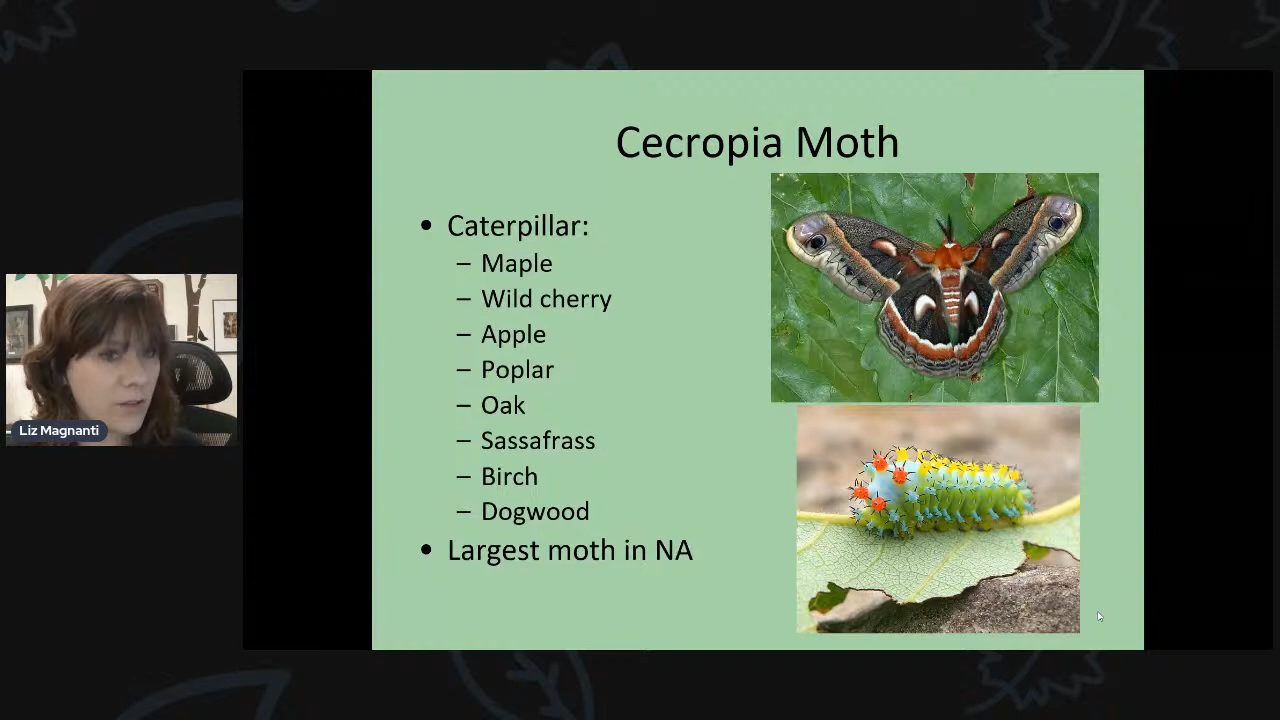 Cecropia Moth
• Caterpillar:
– Maple
– Wild cherry
– Apple
– Poplar
– Oak
– Sassafrass
– Birch
– Dogwood
• Largest moth in NA
Liz Magnanti